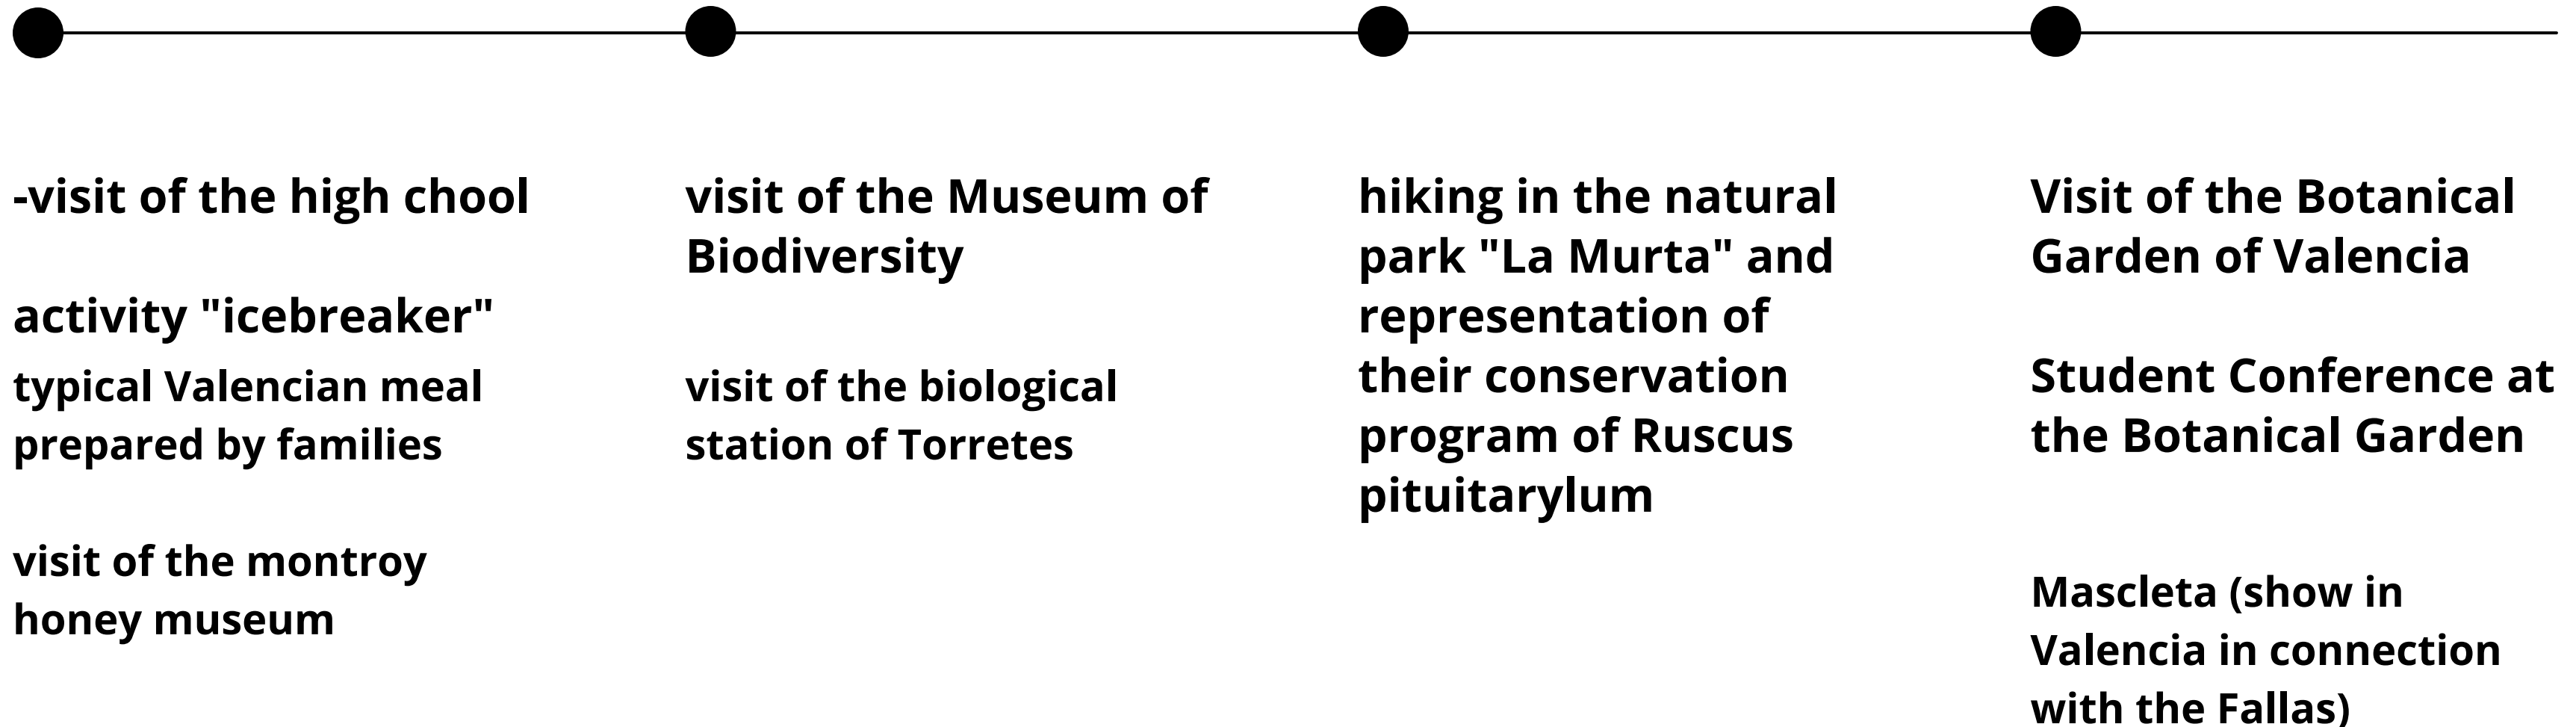 -visit of the high chool
activity "icebreaker"
typical Valencian meal
prepared by families
visit of the montroy
honey museum
visit of the Museum of
Biodiversity
visit of the biological
station of Torretes
hiking in the natural
park "La Murta" and
representation of
their conservation
program of Ruscus
pituitarylum
Visit of the Botanical
Garden of Valencia
Student Conference at
the Botanical Garden
Mascleta (show in
Valencia in connection
with the Fallas)